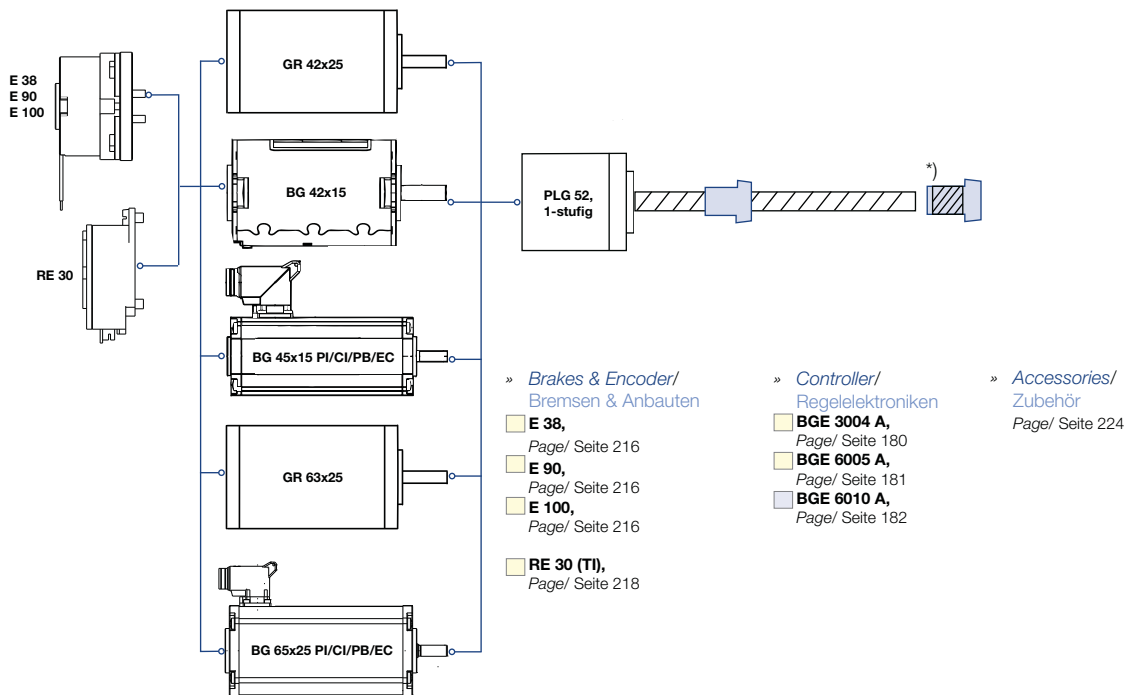 E 38
E 90
E 100
RE 30
GR 42x25
BG 42x15
BG 45x15 PI/CI/PB/EC
GR 63x25
BG 65x25 PI/CI/PB/EC
PLG 52,
1-stufig
*)
» Brakes & Encoder/
Bremsen & Anbauten
E 38,
Page/ Seite 216
E 90,
Page/ Seite 216
E 100,
Page/ Seite 216
RE 30 (TI),
Page/ Seite 218
» Controller/
Regelelektroniken
BGE 3004 A,
Page/ Seite 180
BGE 6005 A,
Page/ Seite 181
BGE 6010 A,
Page/ Seite 182
» Accessories/
Zubehör
Page/ Seite 224